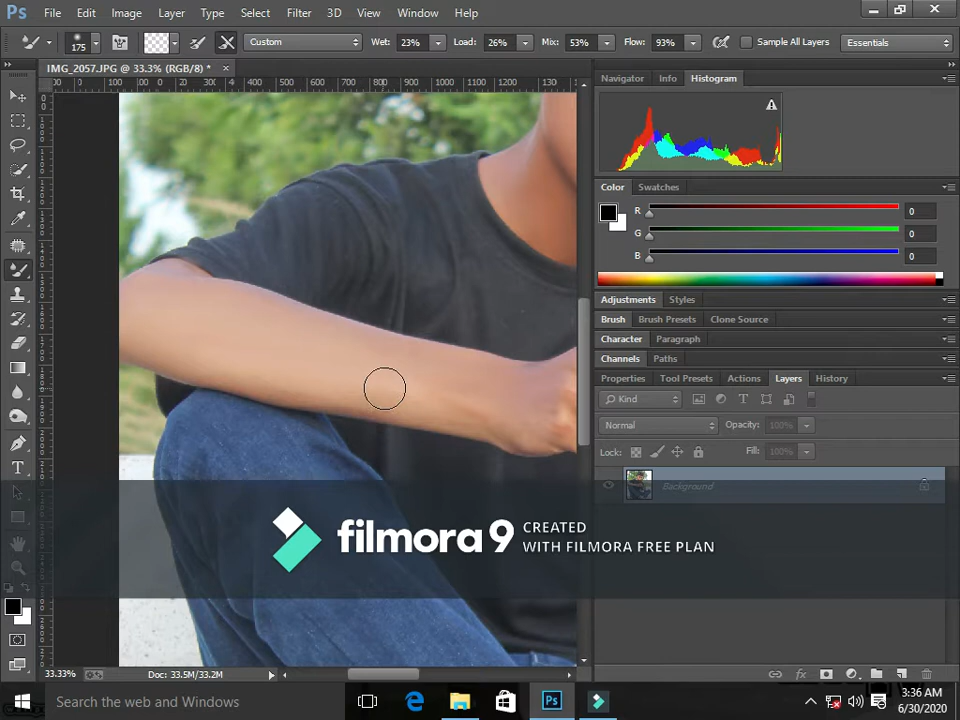 Ps File Edit Image Layer Type Select Filter 3D View Window Help
175 Custom Wet: 23% Load: 26% Mix: 53% Flow: 93% Sample All Layers Essentials
IMG_2057.JPG @ 33.3% (RGB/8) *
Navigator Info Histogram
Color Swatches
R 0
G 0
B 0
Adjustments Styles
Brush Brush Presets Clone Source
Character Paragraph
Channels Paths
Properties Tool Presets Actions Layers History
Kind
Normal Opacity: 100%
Lock: Fill: 100%
Background
filmora 9 CREATED
WITH FILMORA FREE PLAN
33.33% Doc: 33.5M/33.2M
Search the web and Windows
3:36 AM
6/30/2020